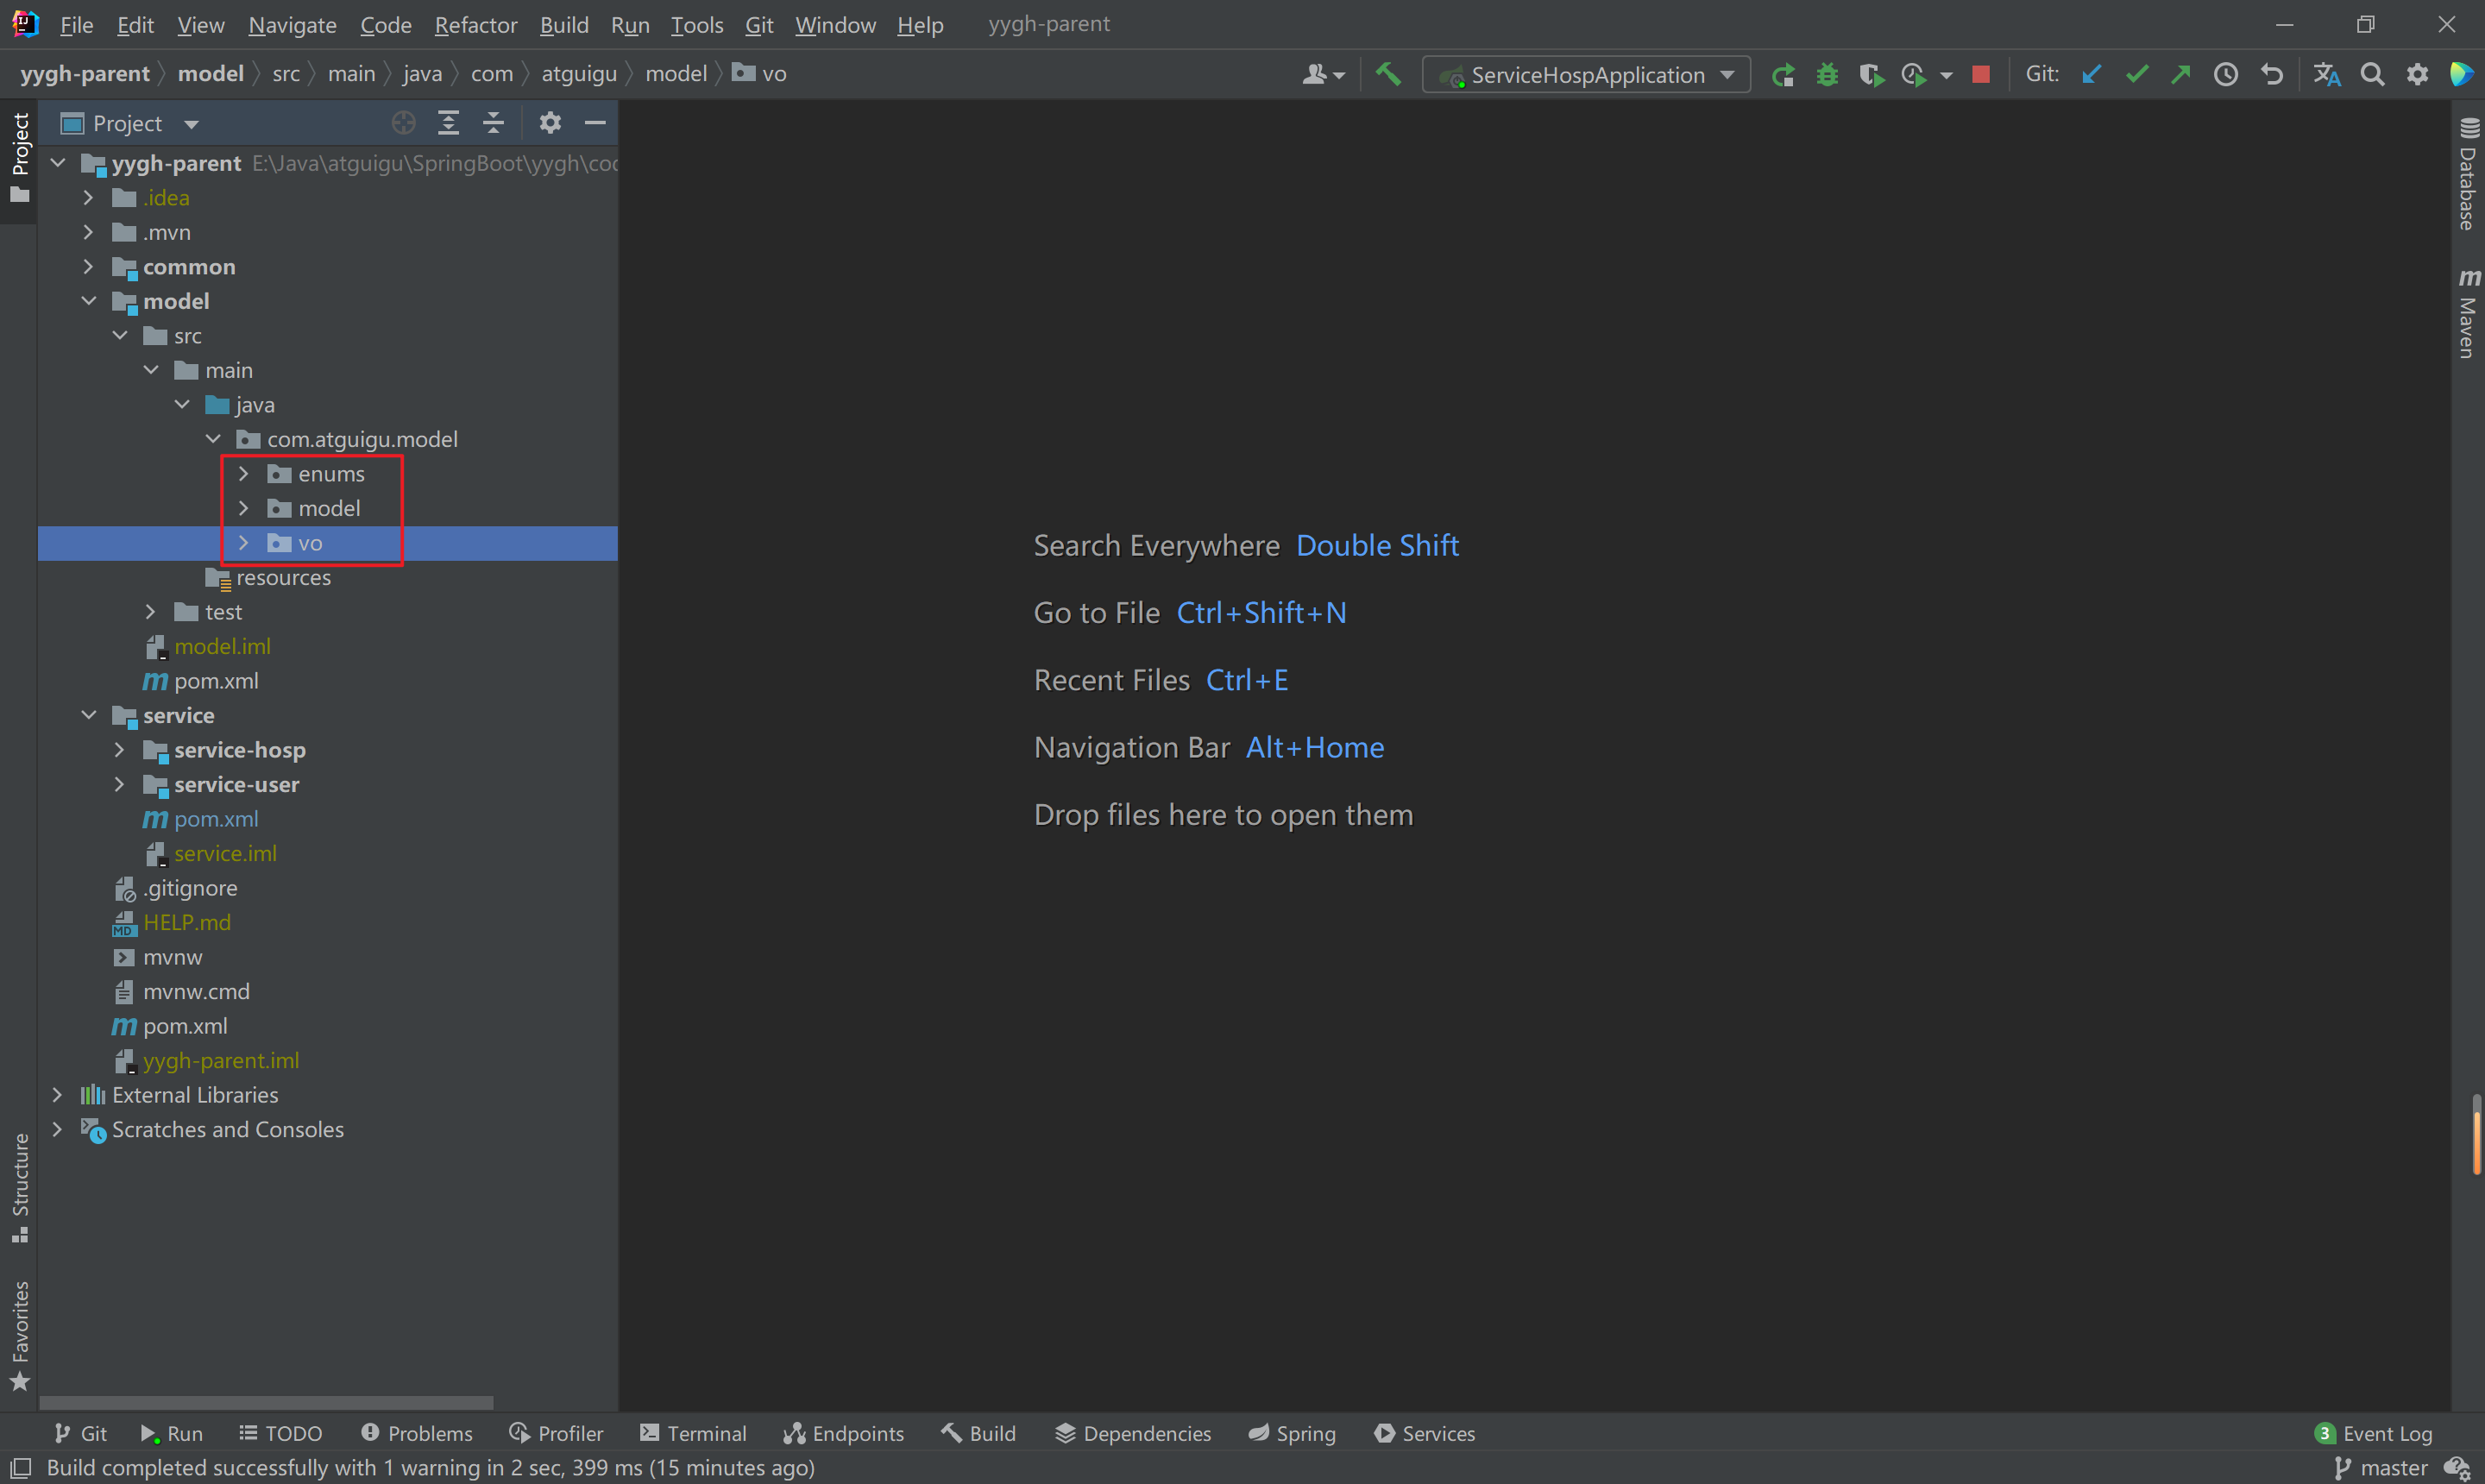 File Edit View Navigate Code Refactor Build Run Tools Git Window Help yygh-parent
yygh-parent model src main java com atguigu model vo
ServiceHospApplication
Git:
Project
Project
yygh-parent E:\Java\atguigu\SpringBoot\yygh\cod
.idea
.mvn
common
model
src
main
java
com.atguigu.model
enums
model
vo
resources
test
model.iml
m pom.xml
service
service-hosp
service-user
m pom.xml
service.iml
.gitignore
MD HELP.md
mvnw
mvnw.cmd
m pom.xml
yygh-parent.iml
External Libraries
Scratches and Consoles
Structure
Favorites
Search Everywhere Double Shift
Go to File Ctrl+Shift+N
Recent Files Ctrl+E
Navigation Bar Alt+Home
Drop files here to open them
Database
m Maven
Git Run TODO Problems Profiler Terminal Endpoints Build Dependencies Spring Services 3 Event Log
Build completed successfully with 1 warning in 2 sec, 399 ms (15 minutes ago) master